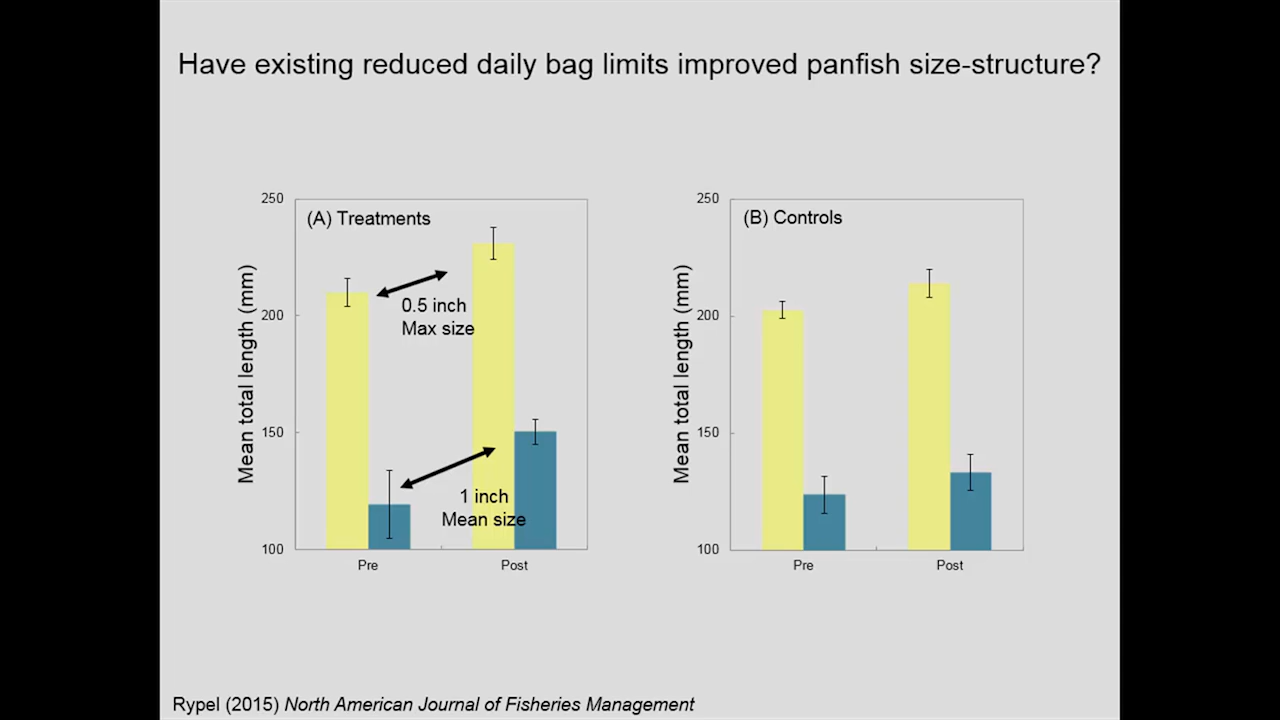 Have existing reduced daily bag limits improved panfish size-structure?
Mean total length (mm)
250
200
150
100
(A) Treatments
0.5 inch
Max size
1 inch
Mean size
Pre
Post
Mean total length (mm)
250
200
150
100
(B) Controls
Pre
Post
Rypel (2015) North American Journal of Fisheries Management